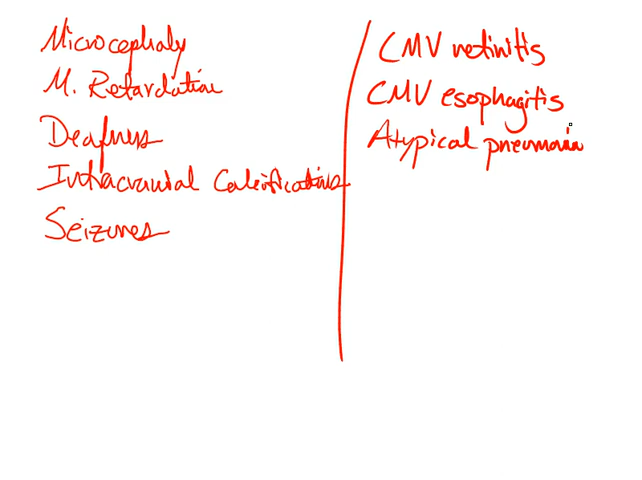 Microcephaly
M. Retardation
Deafness
Intracranial Calcifications
Seizures
CMV retinitis
CMV esophagitis
Atypical pneumonia